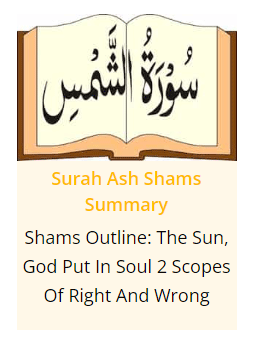 سُورَةُ الشَّمْسِ
Surah Ash Shams
Summary
Shams Outline: The Sun,
God Put In Soul 2 Scopes
Of Right And Wrong